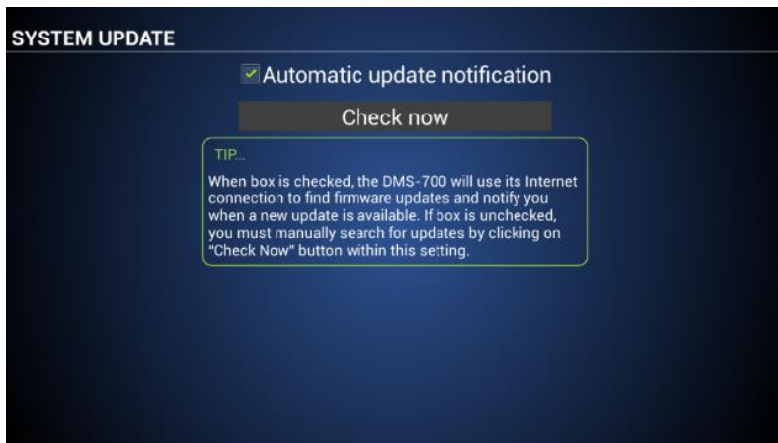 SYSTEM UPDATE
Automatic update notification
Check now
TIP...
When box is checked, the DMS-700 will use its Internet
connection to find firmware updates and notify you
when a new update is available. If box is unchecked,
you must manually search for updates by clicking on
"Check Now" button within this setting.